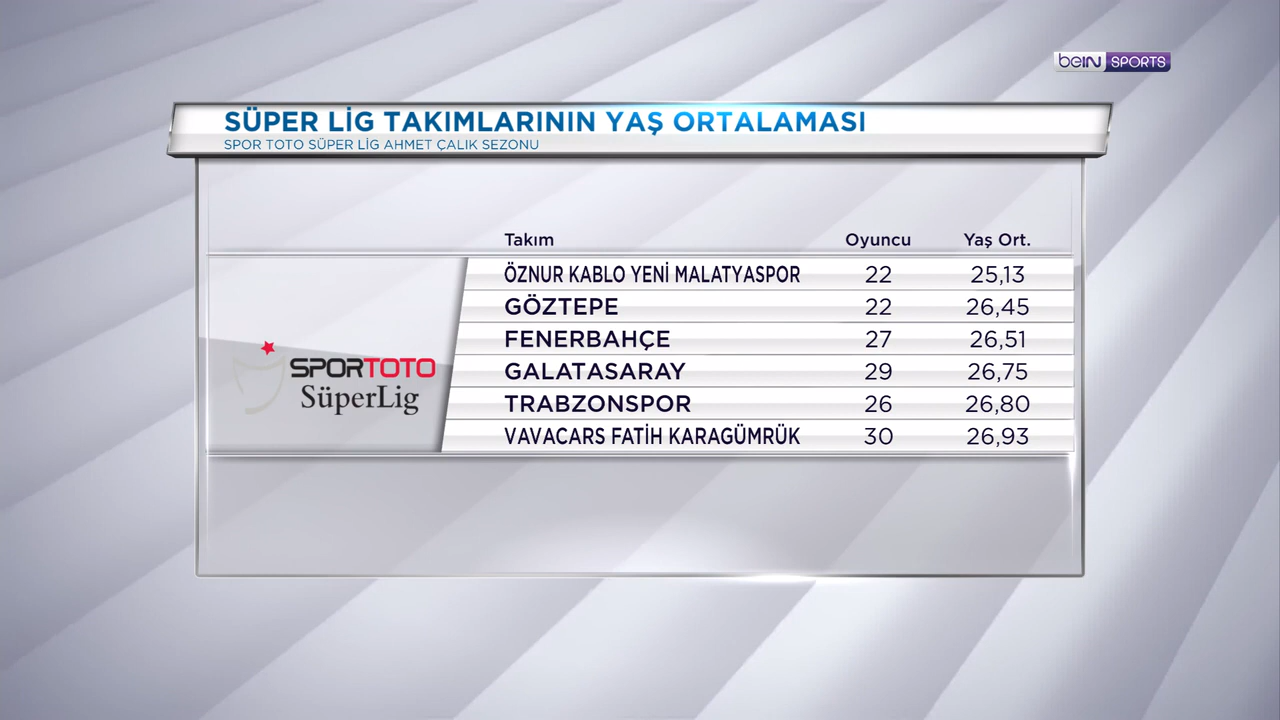 beIN SPORTS
SÜPER LİG TAKIMLARININ YAŞ ORTALAMASI
SPOR TOTO SÜPER LİG AHMET ÇALIK SEZONU
Takım Oyuncu Yaş Ort.
ÖZNUR KABLO YENİ MALATYASPOR 22 25,13
GÖZTEPE 22 26,45
FENERBAHÇE 27 26,51
GALATASARAY 29 26,75
TRABZONSPOR 26 26,80
VAVACARS FATİH KARAGÜMRÜK 30 26,93
SPORTOTO
SüperLig